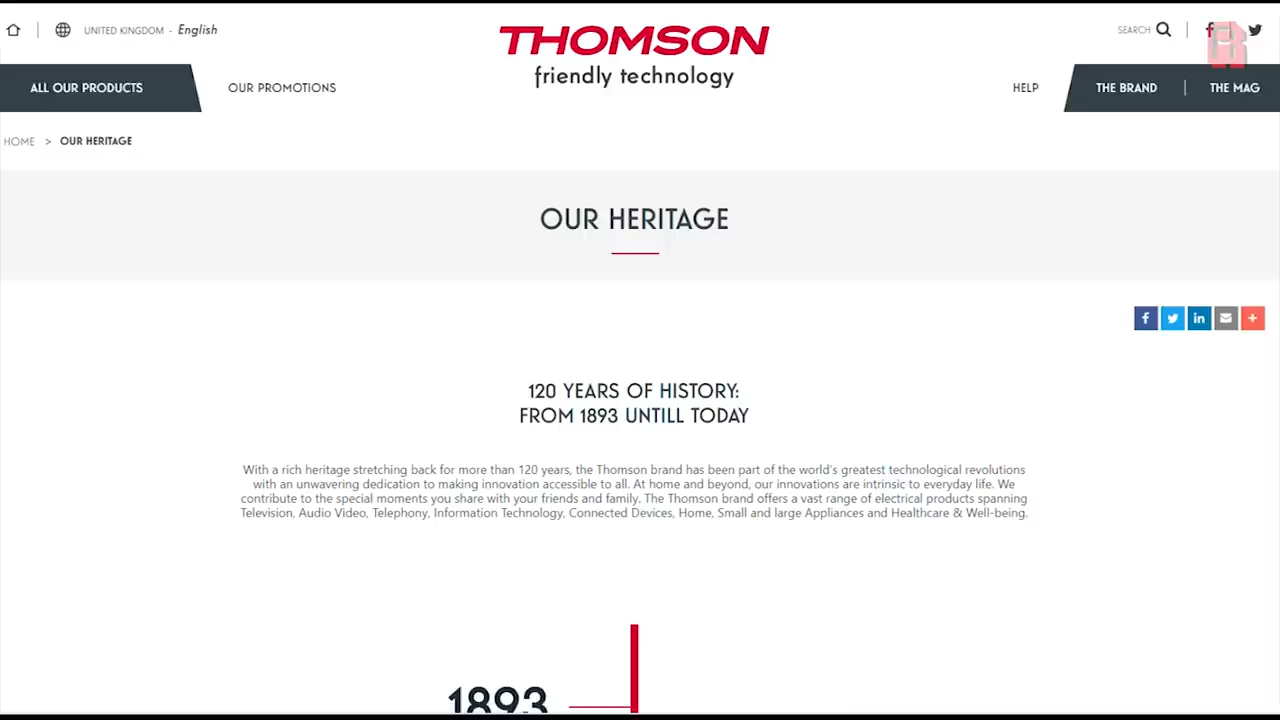 UNITED KINGDOM - English
THOMSON
friendly technology
SEARCH
ALL OUR PRODUCTS
OUR PROMOTIONS
HELP
THE BRAND
THE MAG
HOME > OUR HERITAGE
OUR HERITAGE
120 YEARS OF HISTORY:
FROM 1893 UNTILL TODAY
With a rich heritage stretching back for more than 120 years, the Thomson brand has been part of the world's greatest technological revolutions
with an unwavering dedication to making innovation accessible to all. At home and beyond, our innovations are intrinsic to everyday life. We
contribute to the special moments you share with your friends and family. The Thomson brand offers a vast range of electrical products spanning
Television, Audio Video, Telephony, Information Technology, Connected Devices, Home, Small and large Appliances and Healthcare & Well-being.
1893